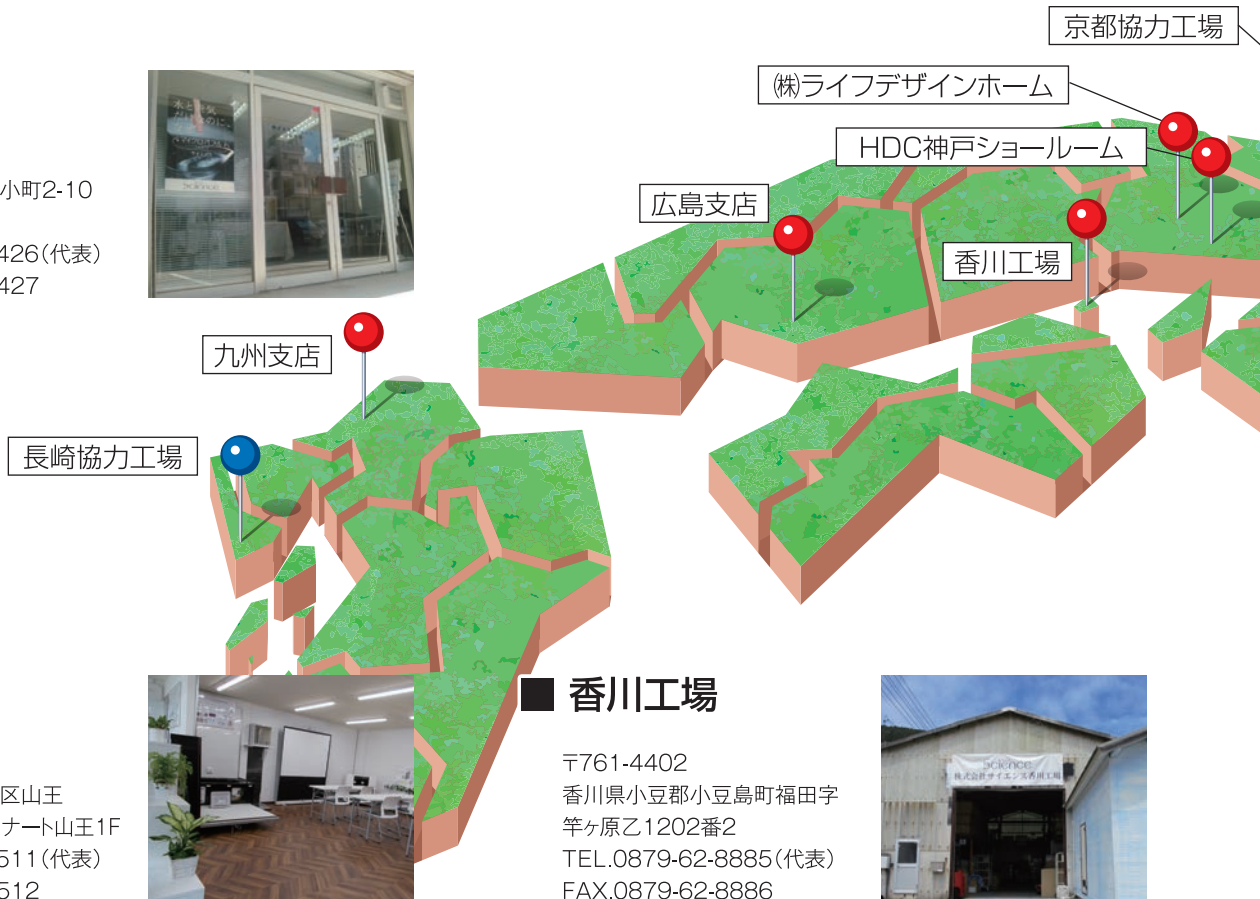 京都協力工場
㈱ライフデザインホーム
HDC神戸ショールーム
広島支店
香川工場
九州支店
長崎協力工場
小町2-10
426(代表)
427
science
■ 香川工場
〒761-4402
香川県小豆郡小豆島町福田字
竿ヶ原乙1202番2
TEL.0879-62-8885(代表)
FAX.0879-62-8886
science
株式会社サイエンス香川工場
区山王
ナート山王1F
511(代表)
512